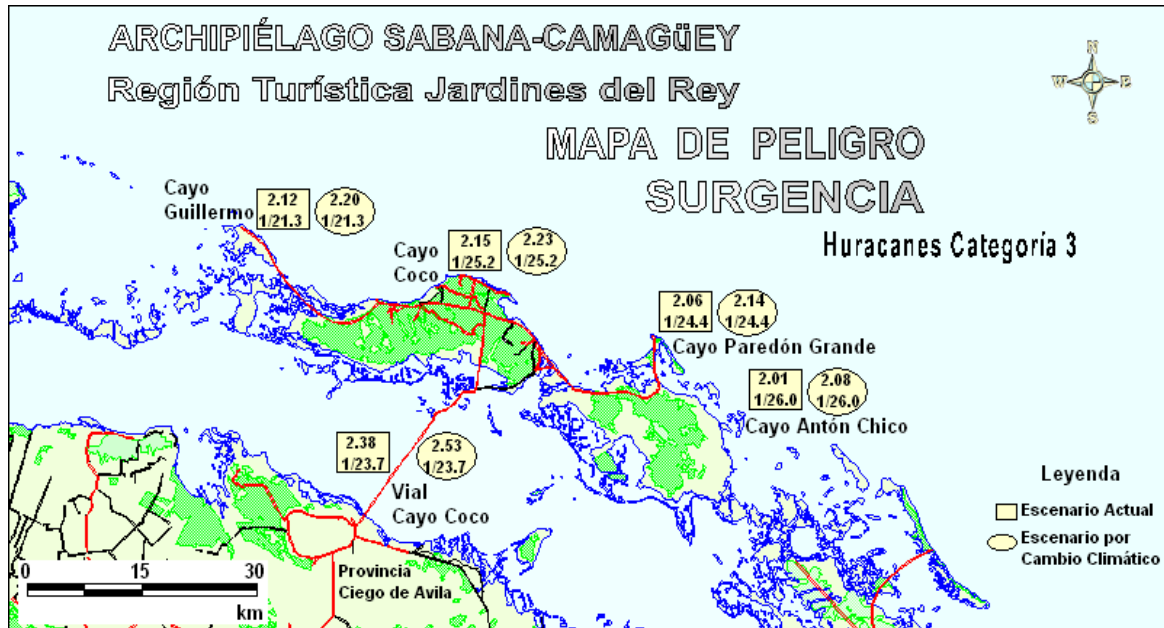 ARCHIPIÉLAGO SABANA-CAMAGüEY
Región Turística Jardines del Rey
MAPA DE PELIGRO
SURGENCIA
Huracanes Categoría 3
N
W
E
S
Cayo
Guillermo
2.12
1/21.3
2.20
1/21.3
Cayo
Coco
2.15
1/25.2
2.23
1/25.2
2.06
1/24.4
2.14
1/24.4
Cayo Paredón Grande
2.01
1/26.0
2.08
1/26.0
Cayo Antón Chico
2.38
1/23.7
2.53
1/23.7
Vial
Cayo Coco
Provincia
Ciego de Avila
Leyenda
Escenario Actual
Escenario por
Cambio Climático
0 15 30
km